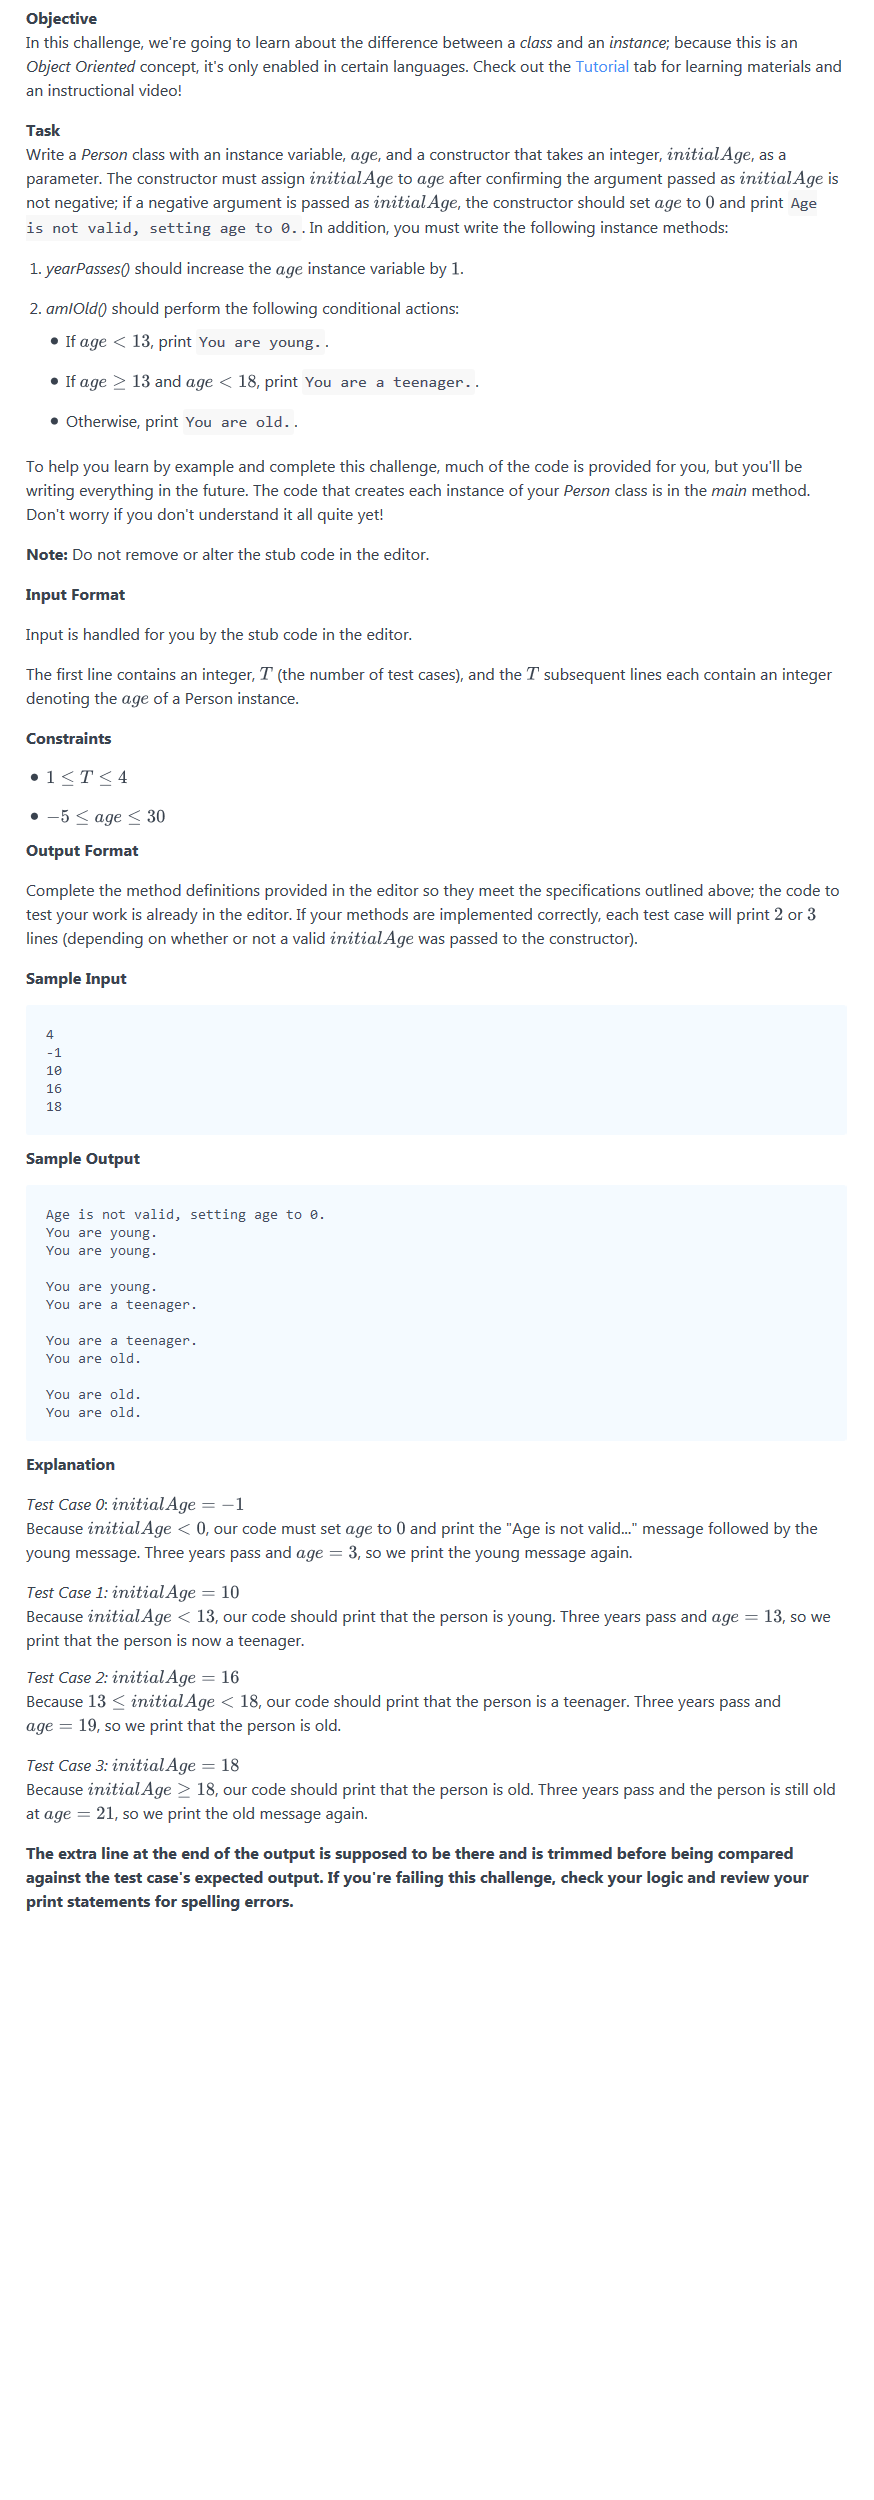 Objective
In this challenge, we're going to learn about the difference between a class and an instance; because this is an
Object Oriented concept, it's only enabled in certain languages. Check out the Tutorial tab for learning materials and
an instructional video!
Task
Write a Person class with an instance variable, age, and a constructor that takes an integer, initialAge, as a
parameter. The constructor must assign initialAge to age after confirming the argument passed as initialAge is
not negative; if a negative argument is passed as initialAge, the constructor should set age to 0 and print Age
is not valid, setting age to 0.. In addition, you must write the following instance methods:
1. yearPasses() should increase the age instance variable by 1.
2. amIOld() should perform the following conditional actions:
• If age < 13, print You are young..
• If age ≥ 13 and age < 18, print You are a teenager..
• Otherwise, print You are old..
To help you learn by example and complete this challenge, much of the code is provided for you, but you'll be
writing everything in the future. The code that creates each instance of your Person class is in the main method.
Don't worry if you don't understand it all quite yet!
Note: Do not remove or alter the stub code in the editor.
Input Format
Input is handled for you by the stub code in the editor.
The first line contains an integer, T (the number of test cases), and the T subsequent lines each contain an integer
denoting the age of a Person instance.
Constraints
• 1 ≤ T ≤ 4
• −5 ≤ age ≤ 30
Output Format
Complete the method definitions provided in the editor so they meet the specifications outlined above; the code to
test your work is already in the editor. If your methods are implemented correctly, each test case will print 2 or 3
lines (depending on whether or not a valid initialAge was passed to the constructor).
Sample Input
4
-1
10
16
18
Sample Output
Age is not valid, setting age to 0.
You are young.
You are young.
You are young.
You are a teenager.
You are a teenager.
You are old.
You are old.
You are old.
Explanation
Test Case 0: initialAge = −1
Because initialAge < 0, our code must set age to 0 and print the "Age is not valid..." message followed by the
young message. Three years pass and age = 3, so we print the young message again.
Test Case 1: initialAge = 10
Because initialAge < 13, our code should print that the person is young. Three years pass and age = 13, so we
print that the person is now a teenager.
Test Case 2: initialAge = 16
Because 13 ≤ initialAge < 18, our code should print that the person is a teenager. Three years pass and
age = 19, so we print that the person is old.
Test Case 3: initialAge = 18
Because initialAge ≥ 18, our code should print that the person is old. Three years pass and the person is still old
at age = 21, so we print the old message again.
The extra line at the end of the output is supposed to be there and is trimmed before being compared
against the test case's expected output. If you're failing this challenge, check your logic and review your
print statements for spelling errors.